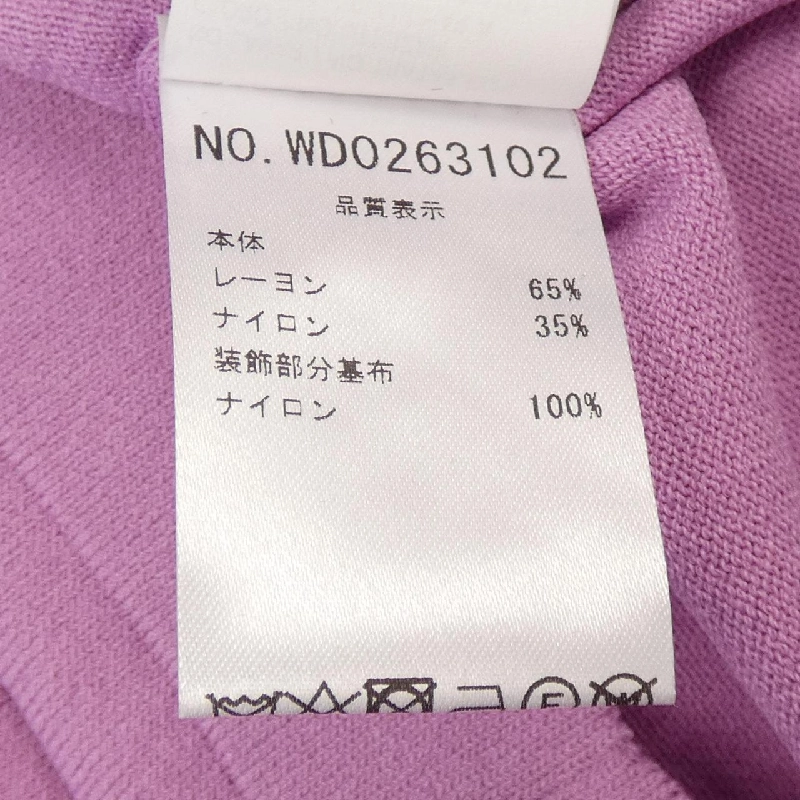 NO. WD0263102
品質表示
本体
レーヨン 65%
ナイロン 35%
装飾部分基布
ナイロン 100%